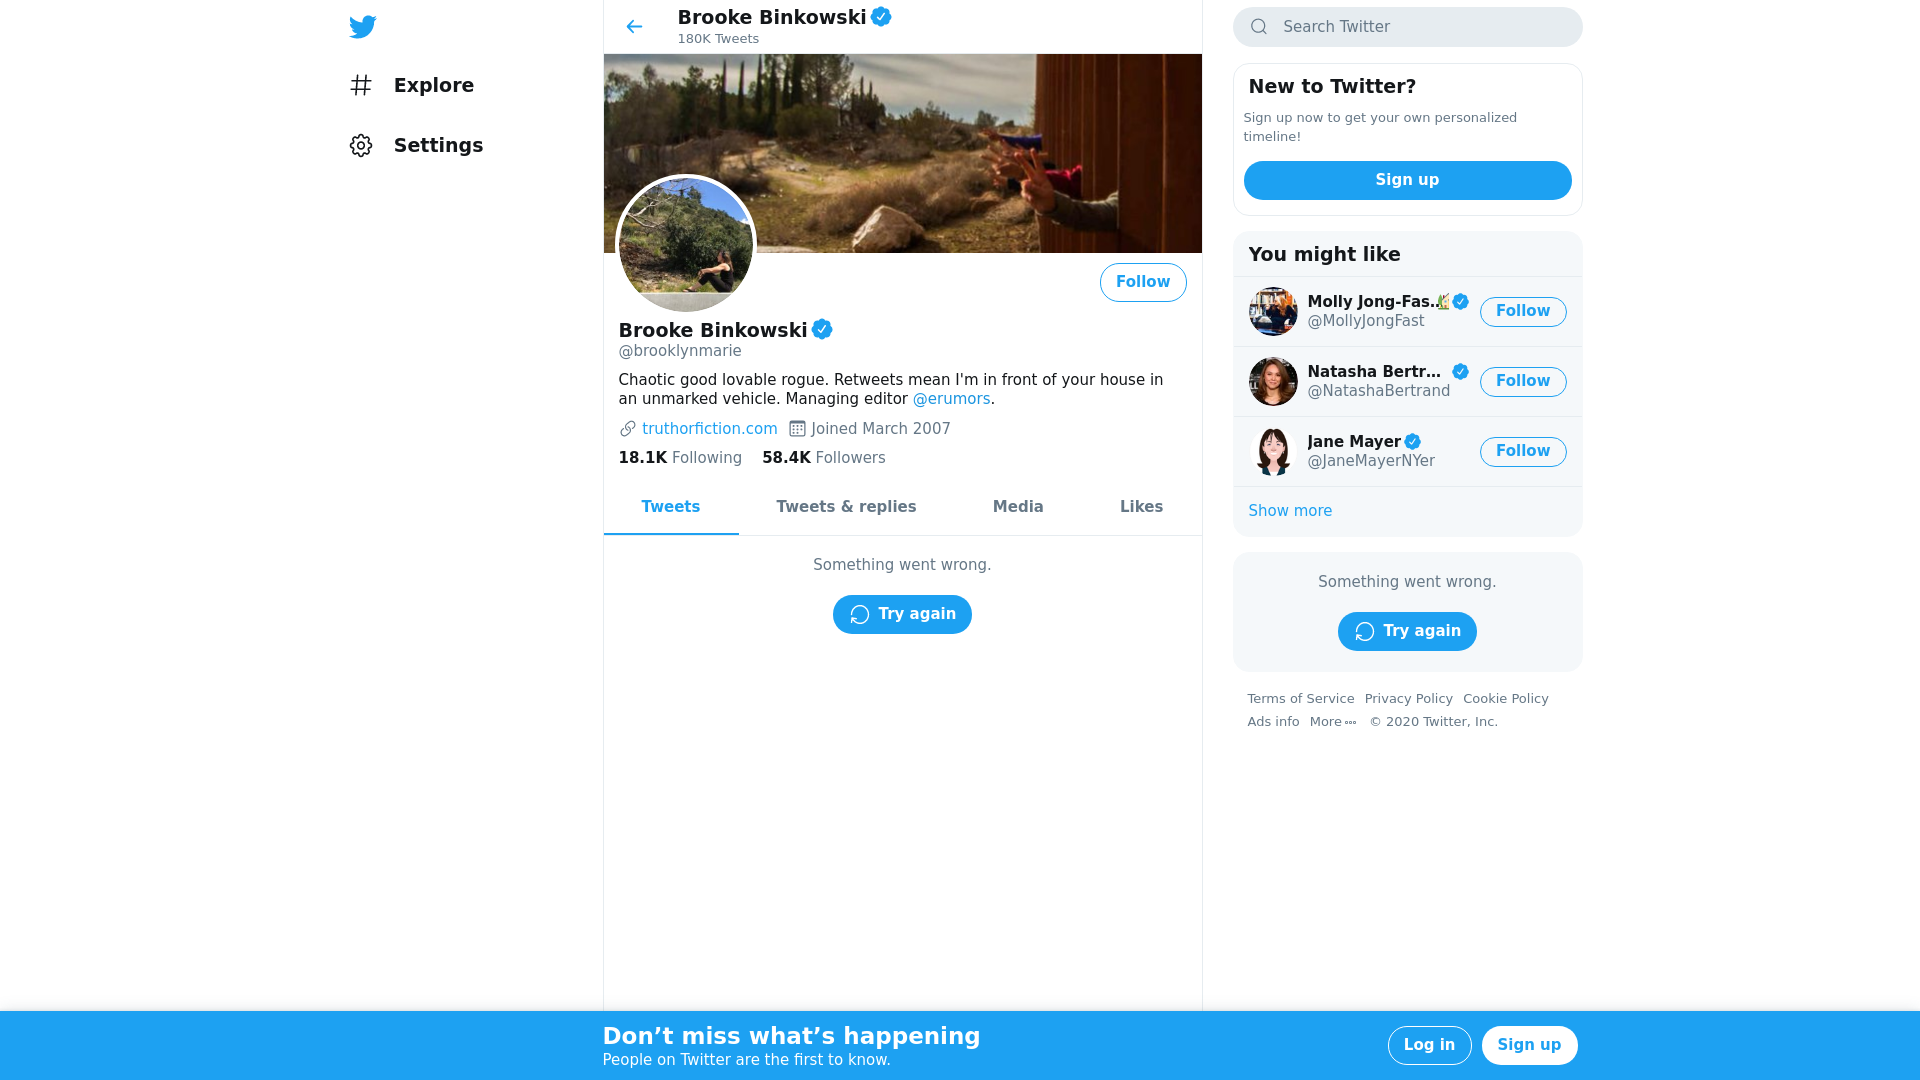 Explore
Settings
Brooke Binkowski
180K Tweets
Follow
Brooke Binkowski
@brooklynmarie
Chaotic good lovable rogue. Retweets mean I'm in front of your house in
an unmarked vehicle. Managing editor @erumors.
truthorfiction.com Joined March 2007
18.1K Following 58.4K Followers
Tweets Tweets & replies Media Likes
Something went wrong.
Try again
Search Twitter
New to Twitter?
Sign up now to get your own personalized
timeline!
Sign up
You might like
Molly Jong-Fas…
@MollyJongFast
Follow
Natasha Bertr…
@NatashaBertrand
Follow
Jane Mayer
@JaneMayerNYer
Follow
Show more
Something went wrong.
Try again
Terms of Service Privacy Policy Cookie Policy
Ads info More © 2020 Twitter, Inc.
Don’t miss what’s happening
People on Twitter are the first to know.
Log in Sign up